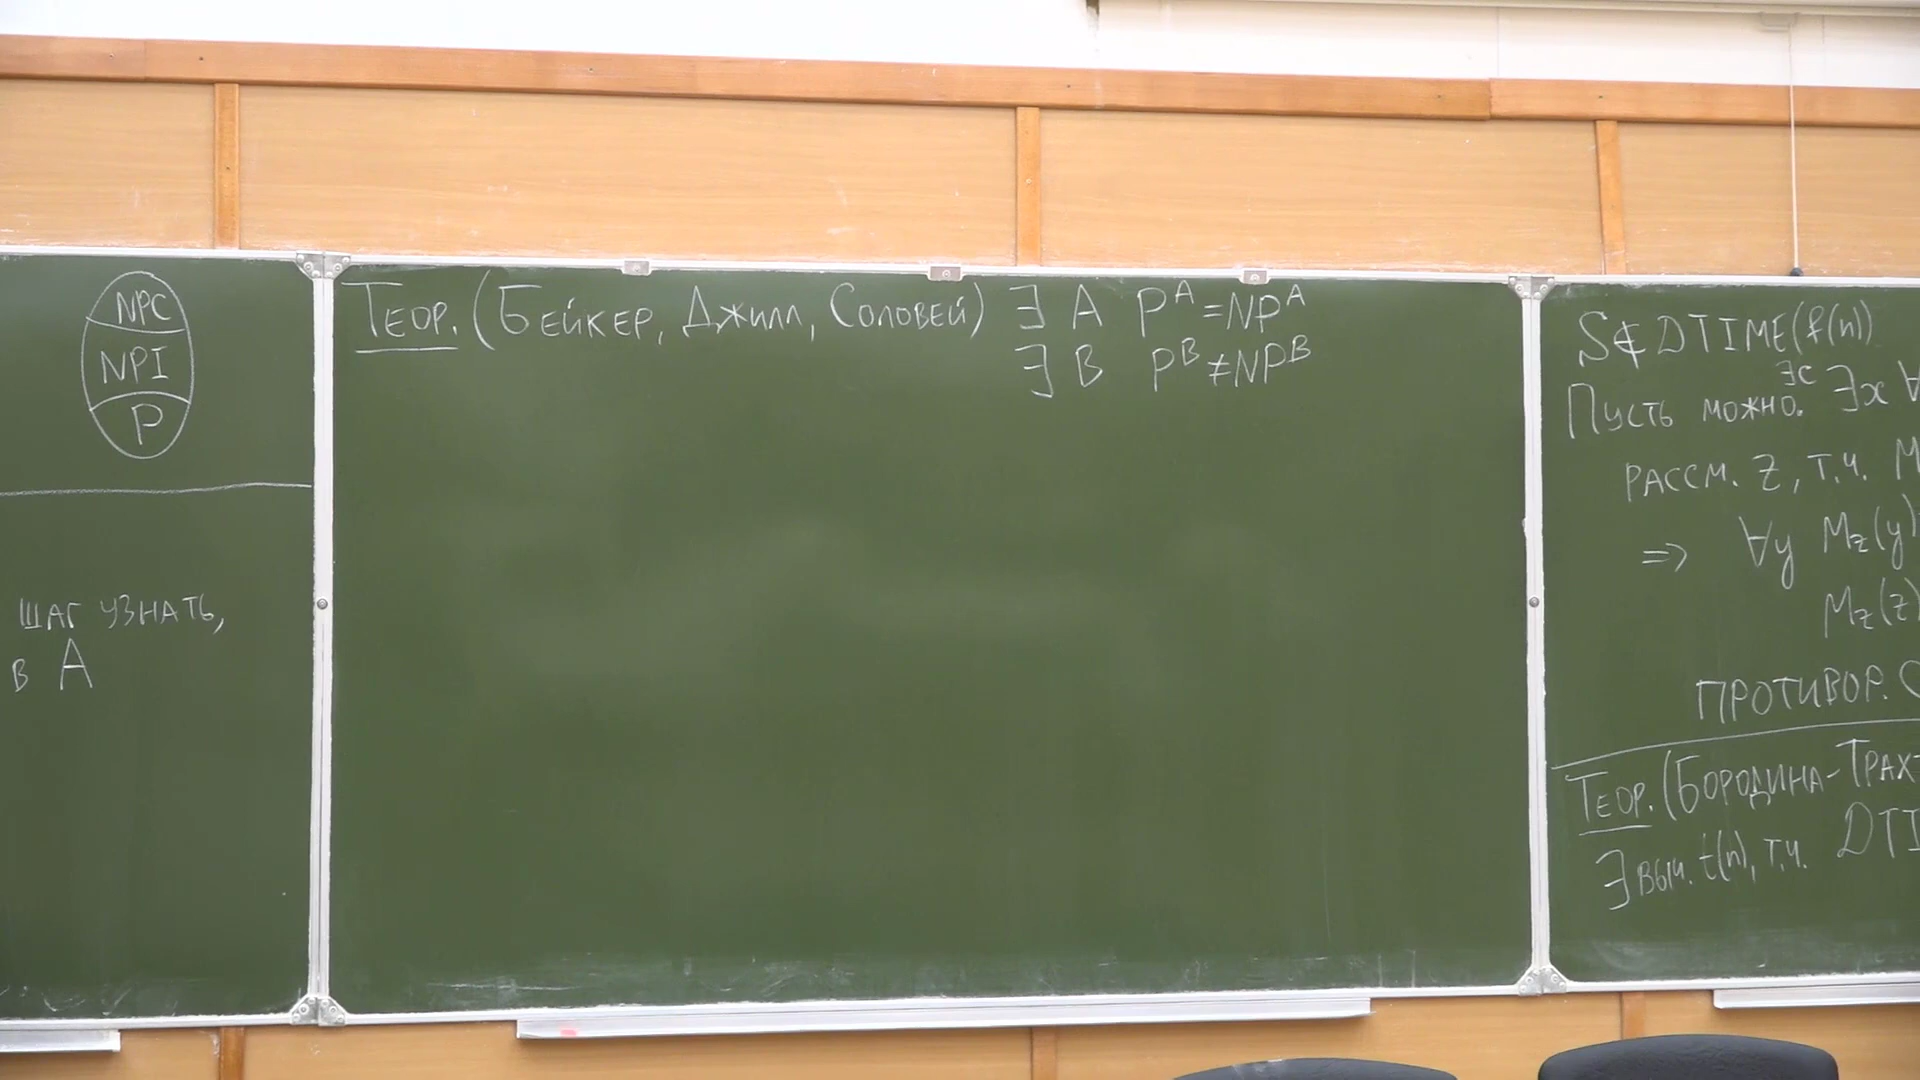 NPC
NPI
P
шаг узнать,
в A
Теор. (Бейкер, Джилл, Соловей) ∃ A P^A = NP^A
∃ B P^B ≠ NP^B
S∉DTIME(f(n))
Пусть можно. ∃c ∃x ∀
рассм. z, т.ч. M
=> ∀y M_z(y)
M_z(z)
противор.
Теор. (Бородина-Трахт
∃ выч. t(n), т.ч. DTI